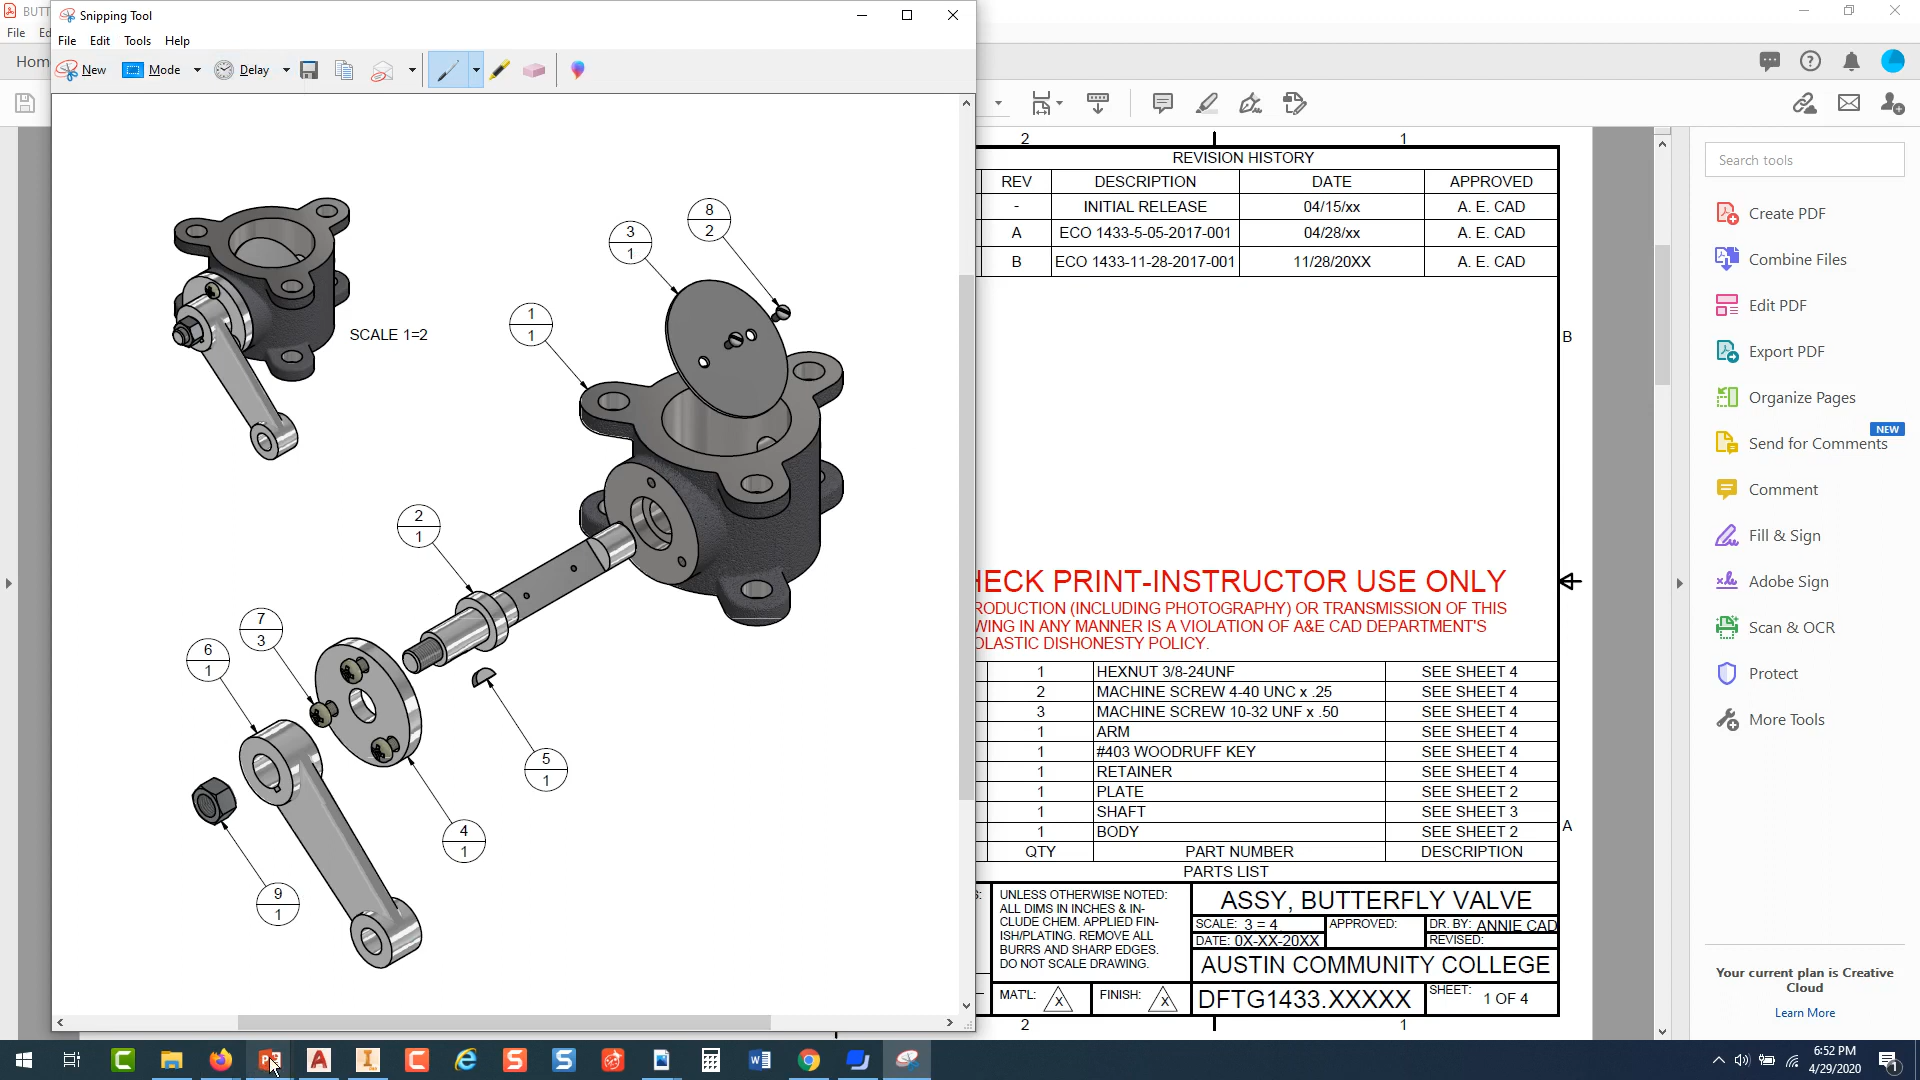 BUTT
Snipping Tool
File Ed
File Edit Tools Help
Hom
New Mode Delay
2 1
REVISION HISTORY
REV DESCRIPTION DATE APPROVED
- INITIAL RELEASE 04/15/xx A. E. CAD
A ECO 1433-5-05-2017-001 04/28/xx A. E. CAD
B ECO 1433-11-28-2017-001 11/28/20XX A. E. CAD
SCALE 1=2
8
2
3
1
1
1
2
1
7
3
6
1
5
1
4
1
9
1
B
HECK PRINT-INSTRUCTOR USE ONLY
RODUCTION (INCLUDING PHOTOGRAPHY) OR TRANSMISSION OF THIS
WING IN ANY MANNER IS A VIOLATION OF A&E CAD DEPARTMENT'S
OLASTIC DISHONESTY POLICY.
1 HEXNUT 3/8-24UNF SEE SHEET 4
2 MACHINE SCREW 4-40 UNC x .25 SEE SHEET 4
3 MACHINE SCREW 10-32 UNF x .50 SEE SHEET 4
1 ARM SEE SHEET 4
1 #403 WOODRUFF KEY SEE SHEET 4
1 RETAINER SEE SHEET 4
1 PLATE SEE SHEET 2
1 SHAFT SEE SHEET 3
1 BODY SEE SHEET 2
A
QTY PART NUMBER DESCRIPTION
PARTS LIST
S:
UNLESS OTHERWISE NOTED:
ALL DIMS IN INCHES & IN-
CLUDE CHEM. APPLIED FIN-
ISH/PLATING. REMOVE ALL
BURRS AND SHARP EDGES.
DO NOT SCALE DRAWING.
ASSY, BUTTERFLY VALVE
SCALE: 3 = 4 APPROVED: DR. BY: ANNIE CAD
DATE: 0X-XX-20XX REVISED:
AUSTIN COMMUNITY COLLEGE
MAT'L: X FINISH: X DFTG1433.XXXXX SHEET: 1 OF 4
2 1
Search tools
Create PDF
Combine Files
Edit PDF
Export PDF
Organize Pages
NEW
Send for Comments
Comment
Fill & Sign
Adobe Sign
Scan & OCR
Protect
More Tools
Your current plan is Creative
Cloud
Learn More
6:52 PM
4/29/2020
1